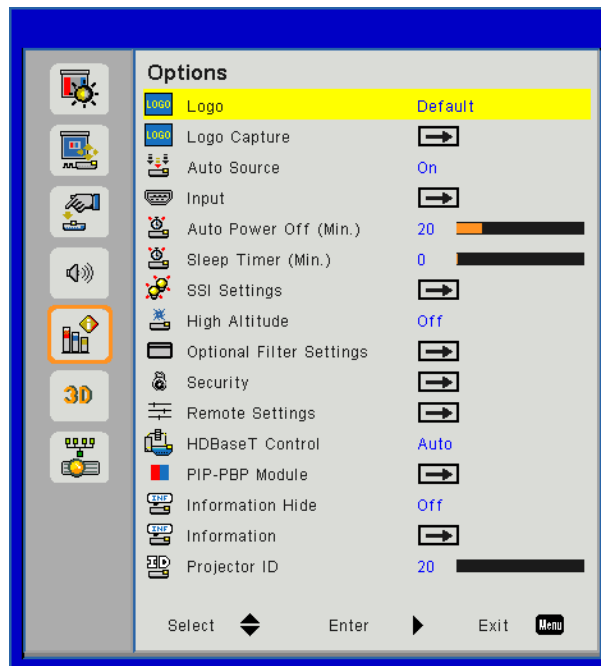 Options
LOGO Logo Default
LOGO Logo Capture
Auto Source On
Input
Auto Power Off (Min.) 20
Sleep Timer (Min.) 0
SSI Settings
High Altitude Off
Optional Filter Settings
Security
3D
Remote Settings
HDBaseT Control Auto
PIP-PBP Module
INF Information Hide Off
INF Information
ID Projector ID 20
Select Enter Exit Menu